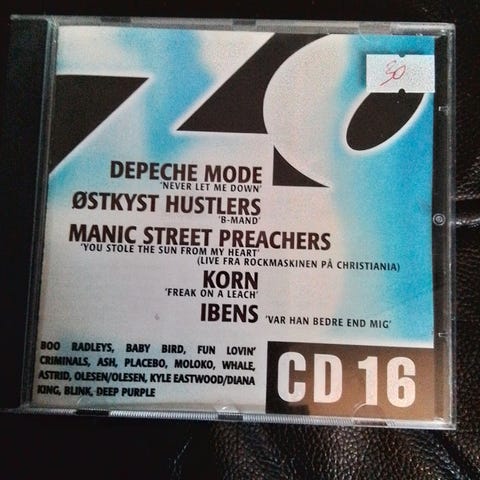 ZO
30
DEPECHE MODE
'NEVER LET ME DOWN'
ØSTKYST HUSTLERS
'B-MAND'
MANIC STREET PREACHERS
'YOU STOLE THE SUN FROM MY HEART'
(LIVE FRA ROCKMASKINEN PÅ CHRISTIANIA)
KORN
'FREAK ON A LEACH'
IBENS 'VAR HAN BEDRE END MIG'
BOO RADLEYS, BABY BIRD, FUN LOVIN'
CRIMINALS, ASH, PLACEBO, MOLOKO, WHALE,
ASTRID, OLESEN/OLESEN, KYLE EASTWOOD/DIANA
KING, BLINK, DEEP PURPLE
CD 16